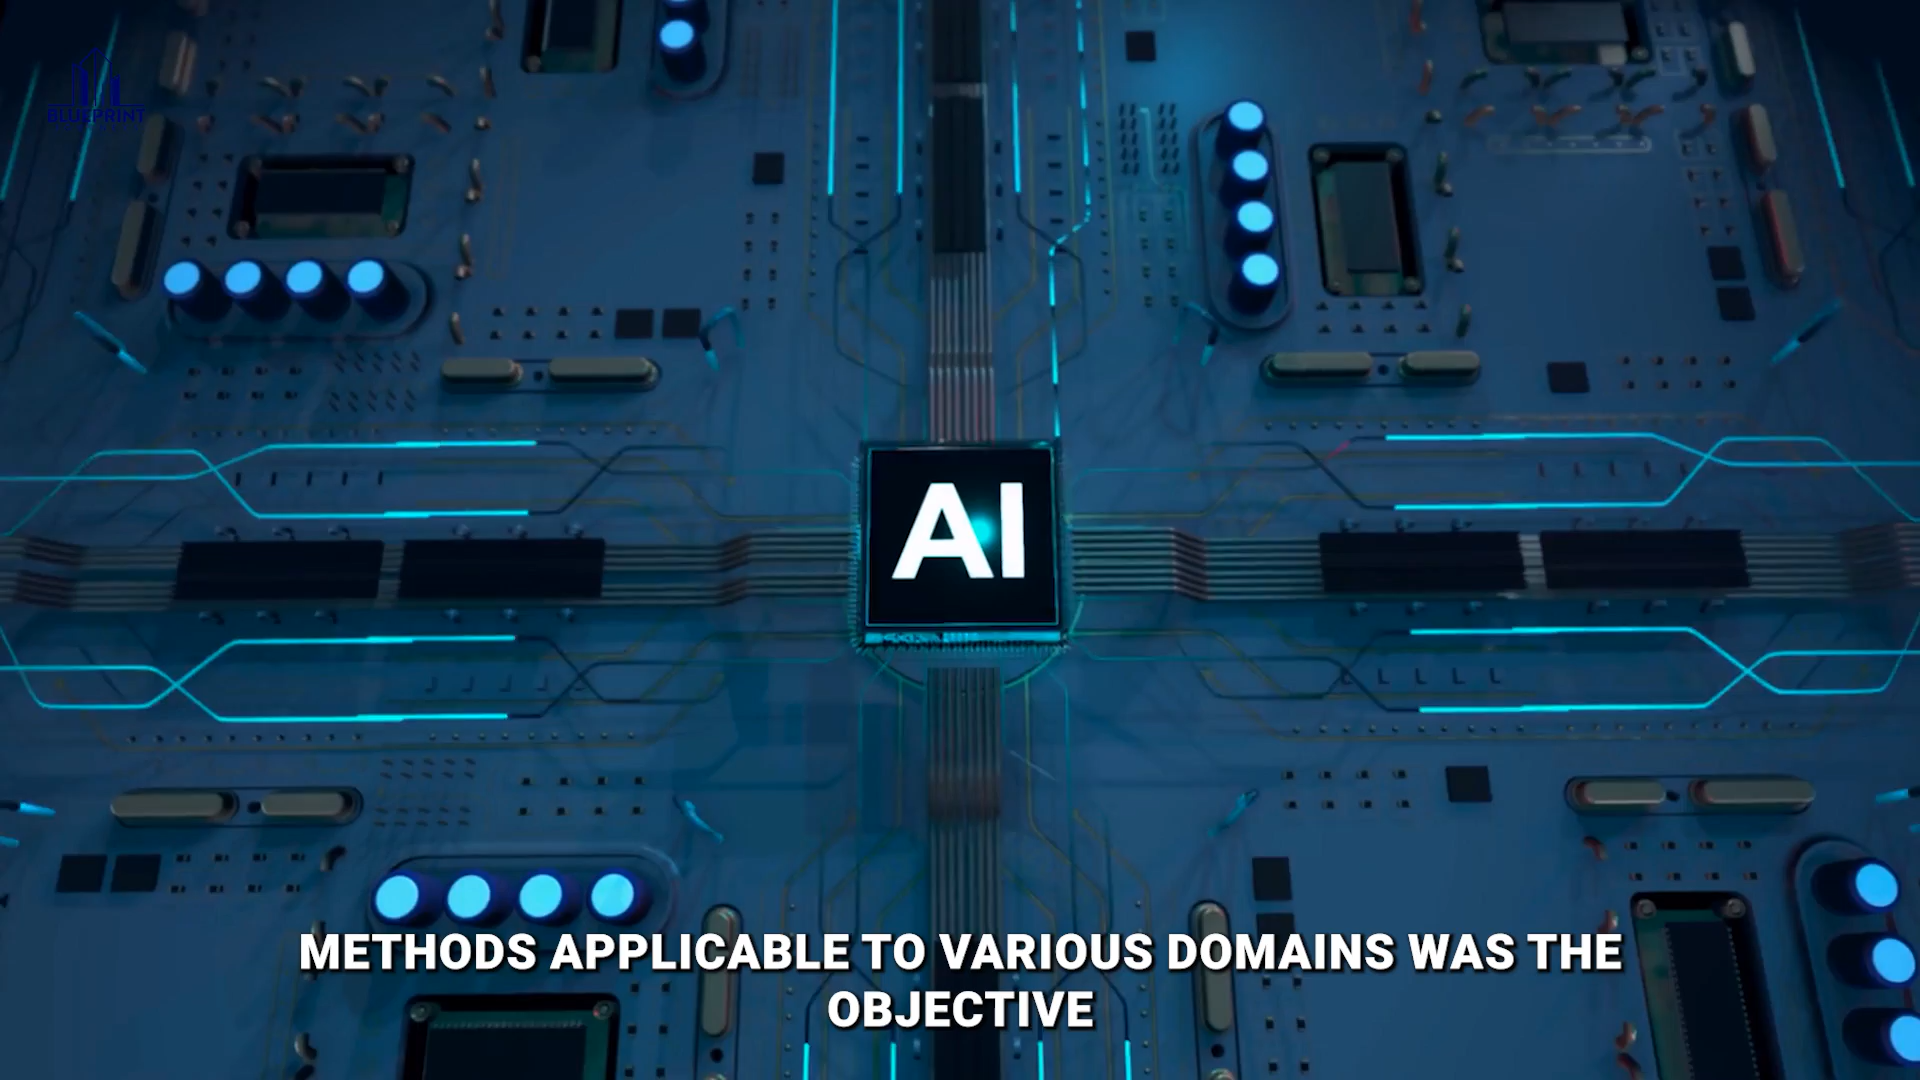 BLUEPRINT
AI
METHODS APPLICABLE TO VARIOUS DOMAINS WAS THE
OBJECTIVE